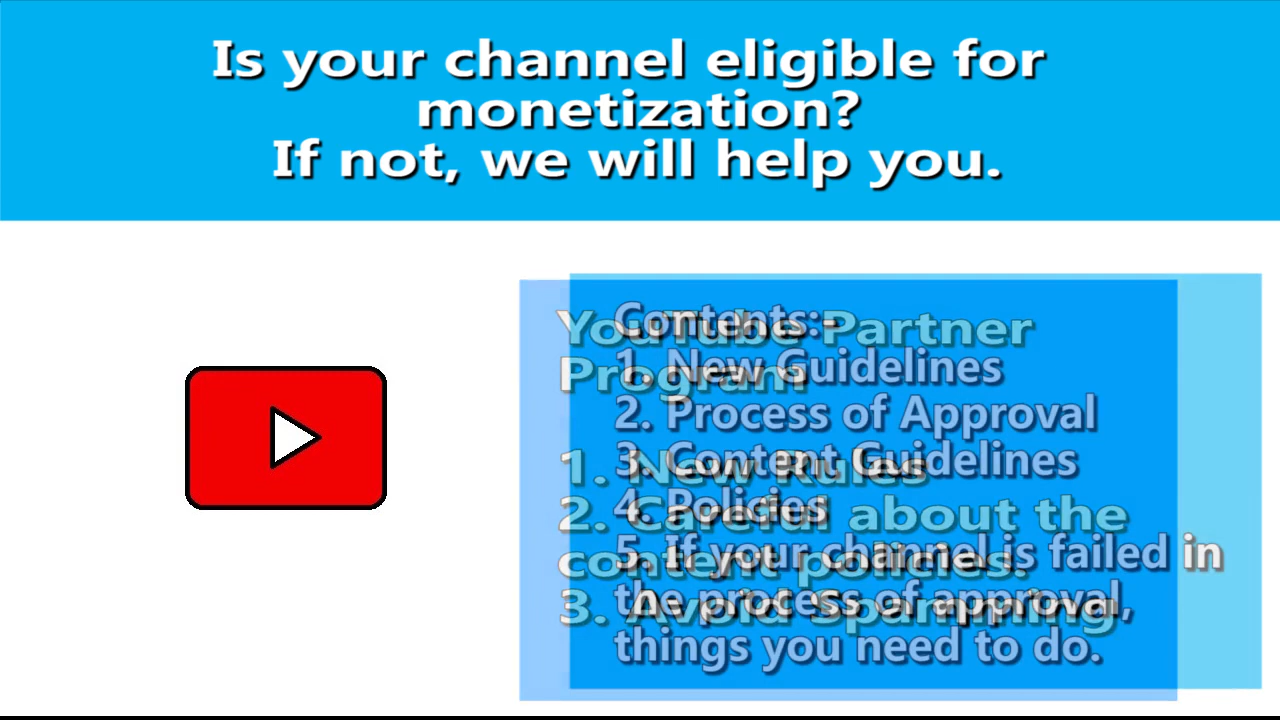 Is your channel eligible for
monetization?
If not, we will help you.
YouTube Partner
Program
1. New Rules
2. Careful about the
content policies.
3. Avoid Spamming
Contents:-
1. New Guidelines
2. Process of Approval
3. Content Guidelines
4. Policies
5. If your channel is failed in
the process of approval,
things you need to do.